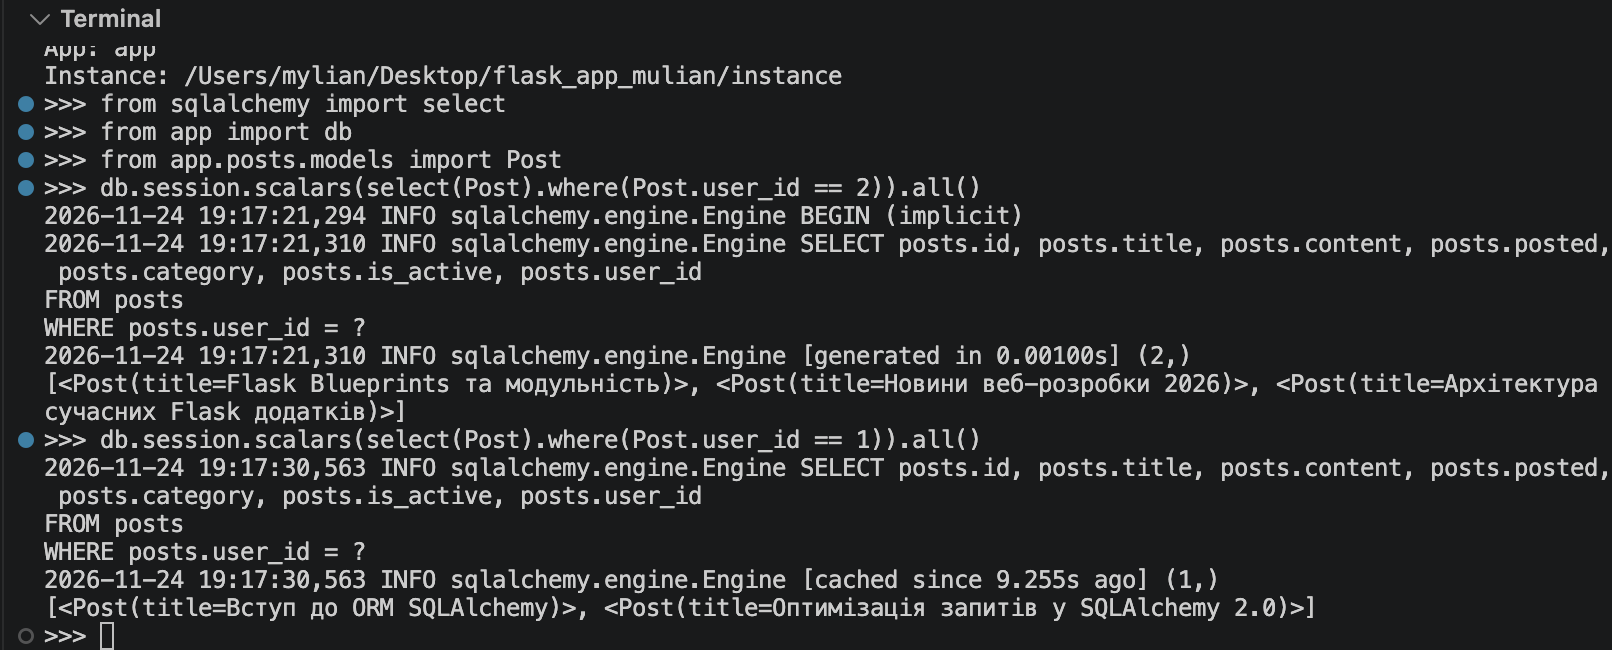 Terminal
App: app
Instance: /Users/mylian/Desktop/flask_app_mulian/instance
>>> from sqlalchemy import select
>>> from app import db
>>> from app.posts.models import Post
>>> db.session.scalars(select(Post).where(Post.user_id == 2)).all()
2026-11-24 19:17:21,294 INFO sqlalchemy.engine.Engine BEGIN (implicit)
2026-11-24 19:17:21,310 INFO sqlalchemy.engine.Engine SELECT posts.id, posts.title, posts.content, posts.posted,
 posts.category, posts.is_active, posts.user_id
FROM posts
WHERE posts.user_id = ?
2026-11-24 19:17:21,310 INFO sqlalchemy.engine.Engine [generated in 0.00100s] (2,)
[<Post(title=Flask Blueprints та модульність)>, <Post(title=Новини веб-розробки 2026)>, <Post(title=Архітектура
сучасних Flask додатків)>]
>>> db.session.scalars(select(Post).where(Post.user_id == 1)).all()
2026-11-24 19:17:30,563 INFO sqlalchemy.engine.Engine SELECT posts.id, posts.title, posts.content, posts.posted,
 posts.category, posts.is_active, posts.user_id
FROM posts
WHERE posts.user_id = ?
2026-11-24 19:17:30,563 INFO sqlalchemy.engine.Engine [cached since 9.255s ago] (1,)
[<Post(title=Вступ до ORM SQLAlchemy)>, <Post(title=Оптимізація запитів у SQLAlchemy 2.0)>]
>>>